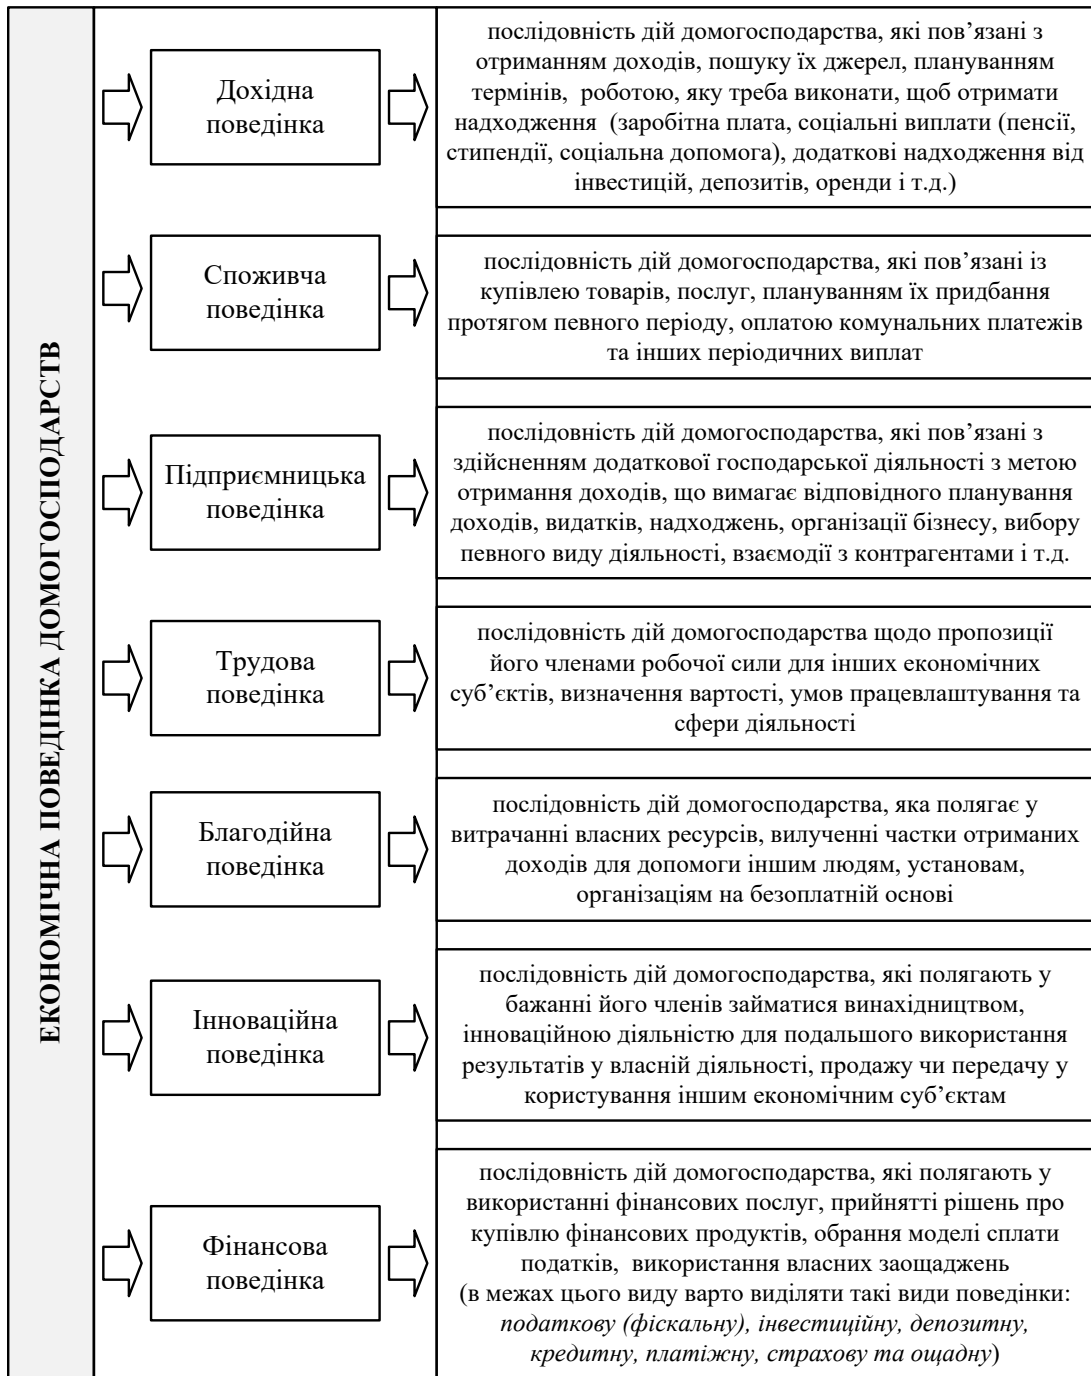 ЕКОНОМІЧНА ПОВЕДІНКА ДОМОГОСПОДАРСТВ
Дохідна
поведінка
послідовність дій домогосподарства, які пов’язані з
отриманням доходів, пошуку їх джерел, плануванням
термінів, роботою, яку треба виконати, щоб отримати
надходження (заробітна плата, соціальні виплати (пенсії,
стипендії, соціальна допомога), додаткові надходження від
інвестицій, депозитів, оренди і т.д.)
Споживча
поведінка
послідовність дій домогосподарства, які пов’язані із
купівлею товарів, послуг, плануванням їх придбання
протягом певного періоду, оплатою комунальних платежів
та інших періодичних виплат
Підприємницька
поведінка
послідовність дій домогосподарства, які пов’язані з
здійсненням додаткової господарської діяльності з метою
отримання доходів, що вимагає відповідного планування
доходів, видатків, надходжень, організації бізнесу, вибору
певного виду діяльності, взаємодії з контрагентами і т.д.
Трудова
поведінка
послідовність дій домогосподарства щодо пропозиції
його членами робочої сили для інших економічних
суб’єктів, визначення вартості, умов працевлаштування та
сфери діяльності
Благодійна
поведінка
послідовність дій домогосподарства, яка полягає у
витрачанні власних ресурсів, вилученні частки отриманих
доходів для допомоги іншим людям, установам,
організаціям на безоплатній основі
Інноваційна
поведінка
послідовність дій домогосподарства, які полягають у
бажанні його членів займатися винахідництвом,
інноваційною діяльністю для подальшого використання
результатів у власній діяльності, продажу чи передачу у
користування іншим економічним суб’єктам
Фінансова
поведінка
послідовність дій домогосподарства, які полягають у
використанні фінансових послуг, прийнятті рішень про
купівлю фінансових продуктів, обрання моделі сплати
податків, використання власних заощаджень
(в межах цього виду варто виділяти такі види поведінки:
податкову (фіскальну), інвестиційну, депозитну,
кредитну, платіжну, страхову та ощадну)